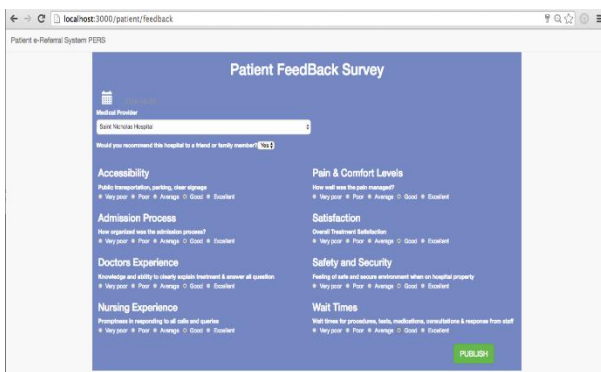 localhost:3000/patient/feedback
Patient e-Referral System PERS
Patient FeedBack Survey
Medical Provider
Saint Nicholas Hospital
Would you recommend this hospital to a friend or family member? Yes
Accessibility
Public transportation, parking, clear signage
Very poor Poor Average Good Excellent
Admission Process
How organized was the admission process?
Very poor Poor Average Good Excellent
Doctors Experience
Knowledge and ability to clearly explain treatment & answer all question
Very poor Poor Average Good Excellent
Nursing Experience
Promptness in responding to all calls and queries
Very poor Poor Average Good Excellent
Pain & Comfort Levels
How well was the pain managed?
Very poor Poor Average Good Excellent
Satisfaction
Overall Treatment Satisfaction
Very poor Poor Average Good Excellent
Safety and Security
Feeling of safe and secure environment when on hospital property
Very poor Poor Average Good Excellent
Wait Times
Wait times for procedures, tests, medications, consultations & response from staff
Very poor Poor Average Good Excellent
PUBLISH